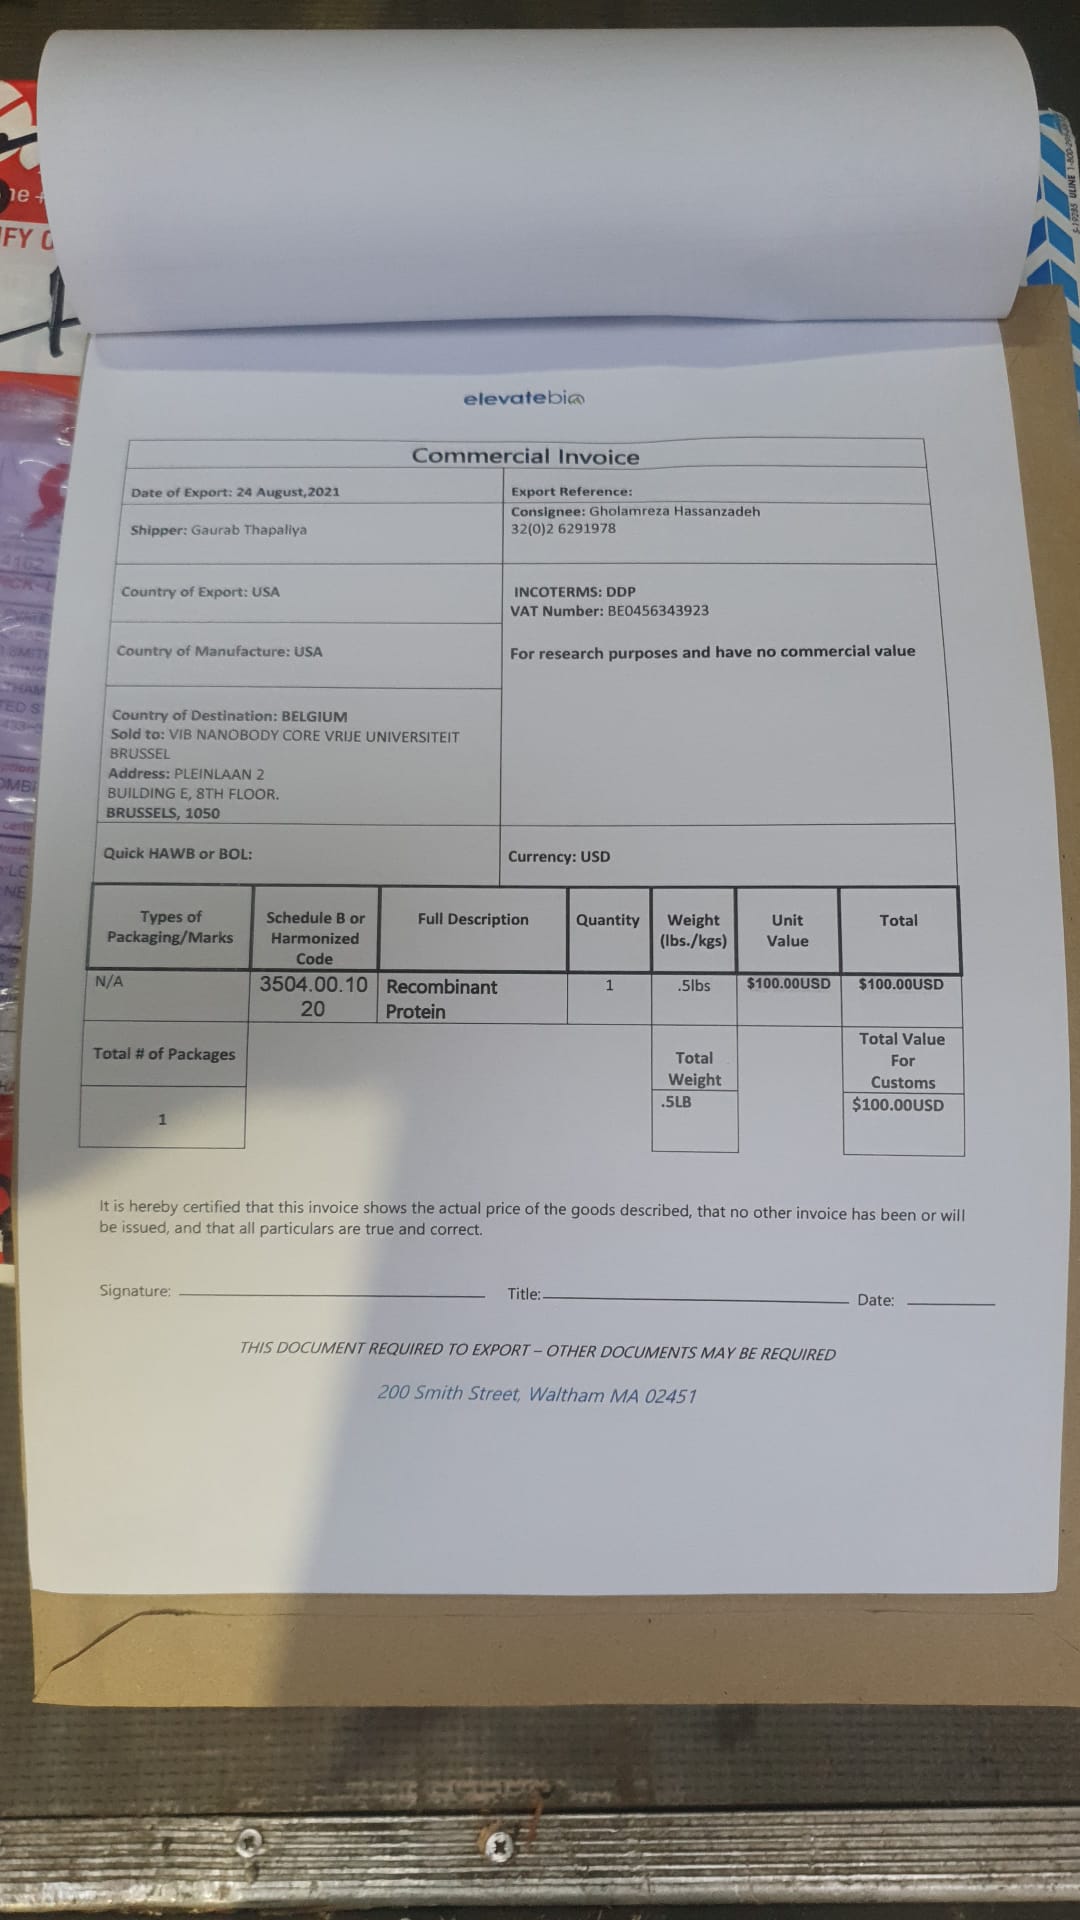 ne +
FY
S-19235 ULINE 1-800-295
elevatebio
Commercial Invoice
Date of Export: 24 August,2021
Export Reference:
Shipper: Gaurab Thapaliya
Consignee: Gholamreza Hassanzadeh
32(0)2 6291978
Country of Export: USA
INCOTERMS: DDP
VAT Number: BE0456343923
Country of Manufacture: USA
For research purposes and have no commercial value
Country of Destination: BELGIUM
Sold to: VIB NANOBODY CORE VRIJE UNIVERSITEIT
BRUSSEL
Address: PLEINLAAN 2
BUILDING E, 8TH FLOOR.
BRUSSELS, 1050
Quick HAWB or BOL:
Currency: USD
Types of Packaging/Marks
Schedule B or Harmonized Code
Full Description
Quantity
Weight (lbs./kgs)
Unit Value
Total
N/A
3504.00.10
20
Recombinant
Protein
1
.5lbs
$100.00USD
$100.00USD
Total # of Packages
1
Total
Weight
.5LB
Total Value
For
Customs
$100.00USD
It is hereby certified that this invoice shows the actual price of the goods described, that no other invoice has been or will
be issued, and that all particulars are true and correct.
Signature:
Title:
Date:
THIS DOCUMENT REQUIRED TO EXPORT – OTHER DOCUMENTS MAY BE REQUIRED
200 Smith Street, Waltham MA 02451